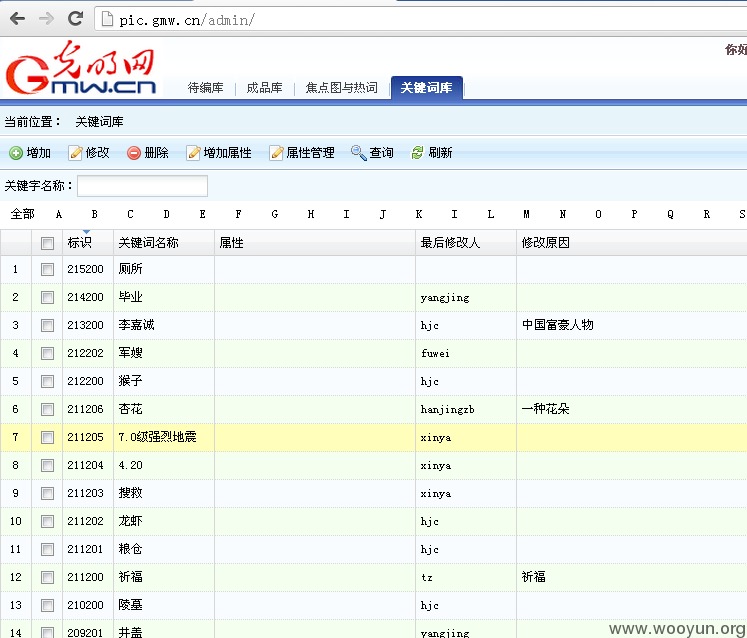 pic.gmw.cn/admin/
你好
光明网
GMW.CN
待编库 成品库 焦点图与热词 关键词库
当前位置： 关键词库
增加 修改 删除 增加属性 属性管理 查询 刷新
关键字名称：
全部 A B C D E F G H I J K I L M N O P Q R S
标识 关键词名称 属性 最后修改人 修改原因
1 215200 厕所
2 214200 毕业 yangjing
3 213200 李嘉诚 hjc 中国富豪人物
4 212202 军嫂 fuwei
5 212200 猴子 hjc
6 211206 杏花 hanjingzb 一种花朵
7 211205 7.0级强烈地震 xinya
8 211204 4.20 xinya
9 211203 搜救 xinya
10 211202 龙虾 hjc
11 211201 粮仓 hjc
12 211200 祈福 tz 祈福
13 210200 陵墓 hjc
14 209201 井盖 yangjing
www.wooyun.org